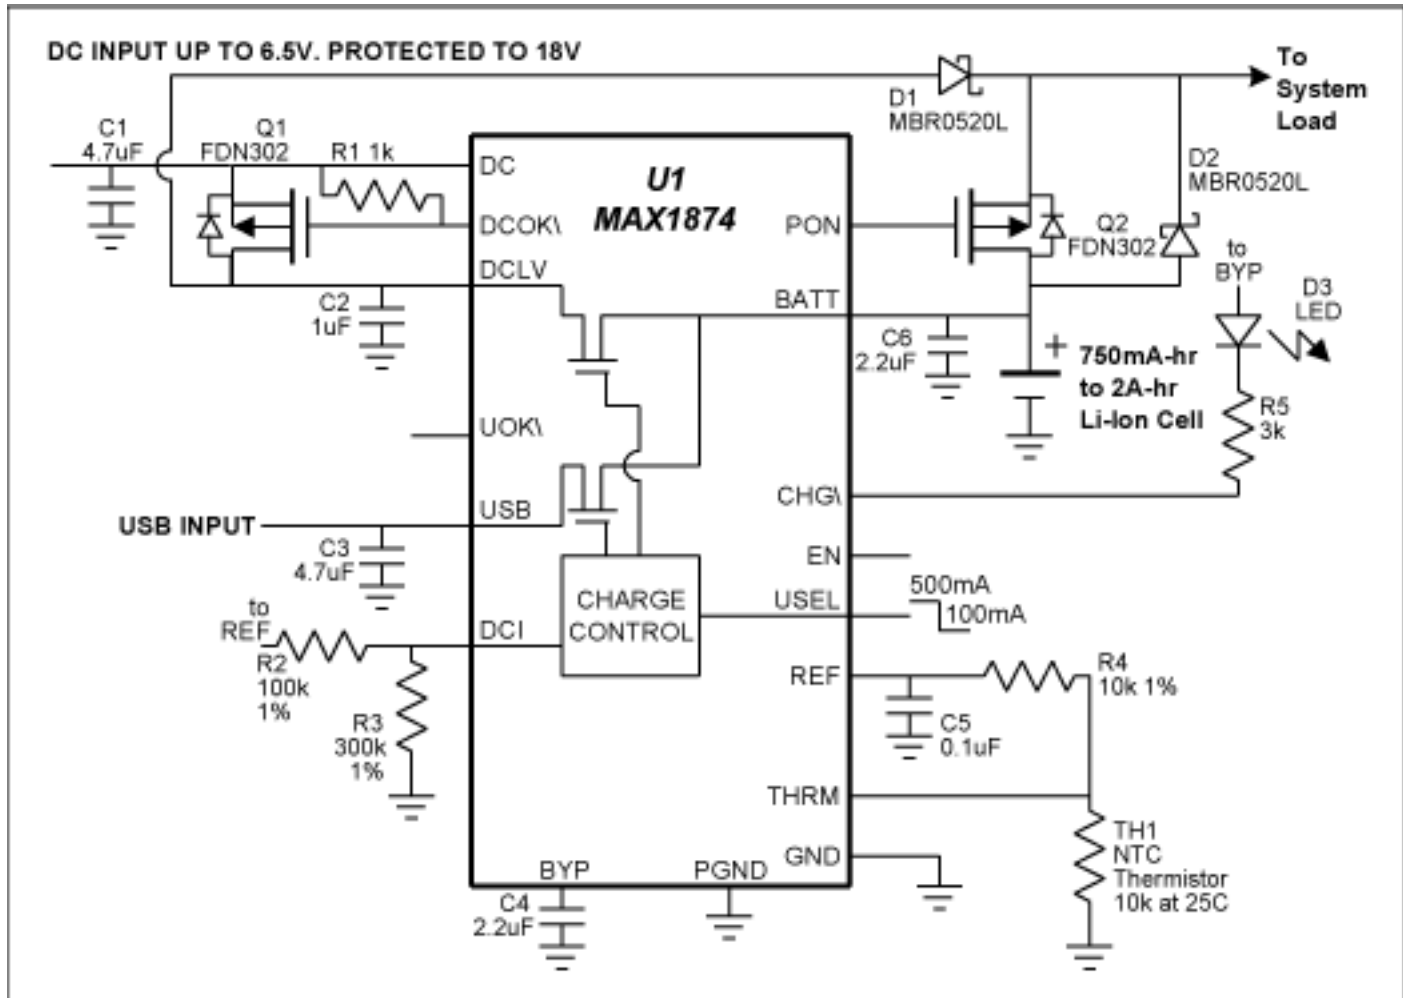 DC INPUT UP TO 6.5V. PROTECTED TO 18V
To
System
Load
D1
MBR0520L
C1
4.7uF
Q1
FDN302
R1 1k
DC
U1
MAX1874
D2
MBR0520L
DCOK\
PON
Q2
FDN302
to
BYP
DCLV
BATT
D3
LED
C2
1uF
C6
2.2uF
+
750mA-hr
to 2A-hr
Li-Ion Cell
R5
3k
UOK\
CHG\
USB
USB INPUT
C3
4.7uF
EN
500mA
100mA
CHARGE
CONTROL
USEL
to
REF
DCI
R2
100k
1%
REF
R4
10k 1%
R3
300k
1%
C5
0.1uF
THRM
TH1
NTC
Thermistor
10k at 25C
GND
BYP
PGND
C4
2.2uF